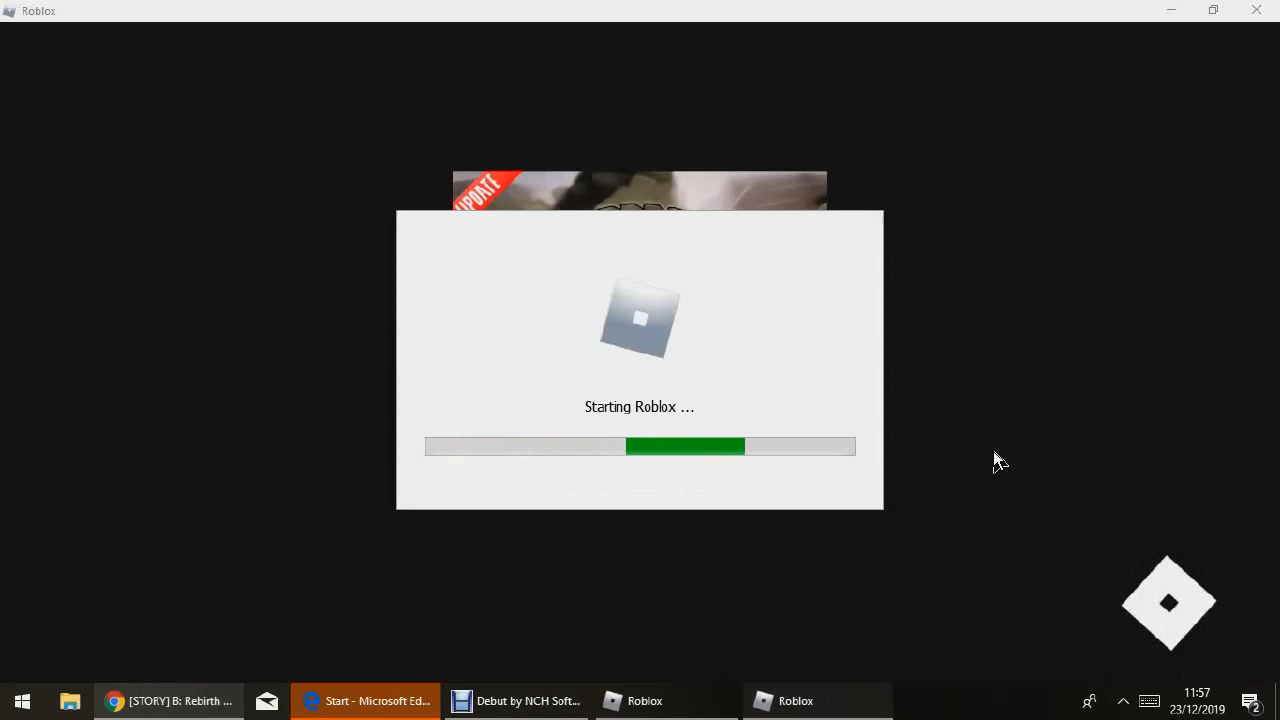 Roblox
UPDATE
Starting Roblox ...
[STORY] B: Rebirth ...
Start - Microsoft Ed...
Debut by NCH Soft...
Roblox
Roblox
11:57
23/12/2019
2